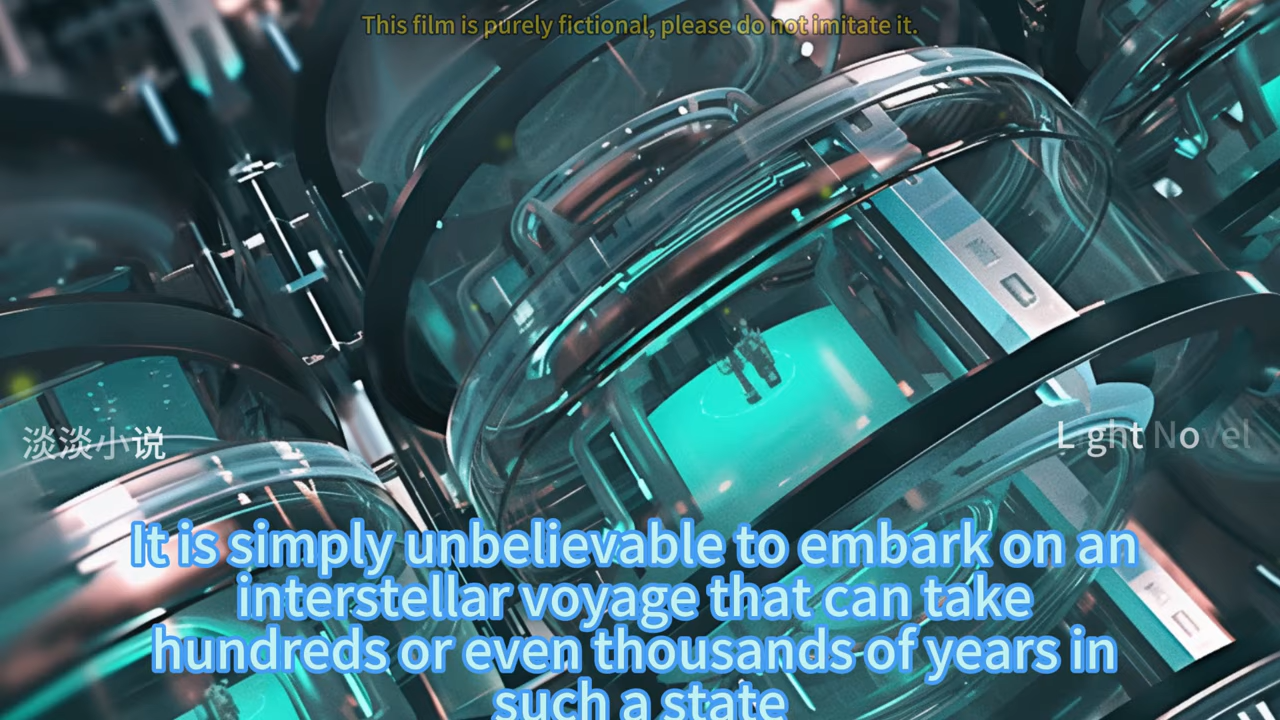 This film is purely fictional, please do not imitate it.
淡淡小说
Light Novel
It is simply unbelievable to embark on an
interstellar voyage that can take
hundreds or even thousands of years in
such a state